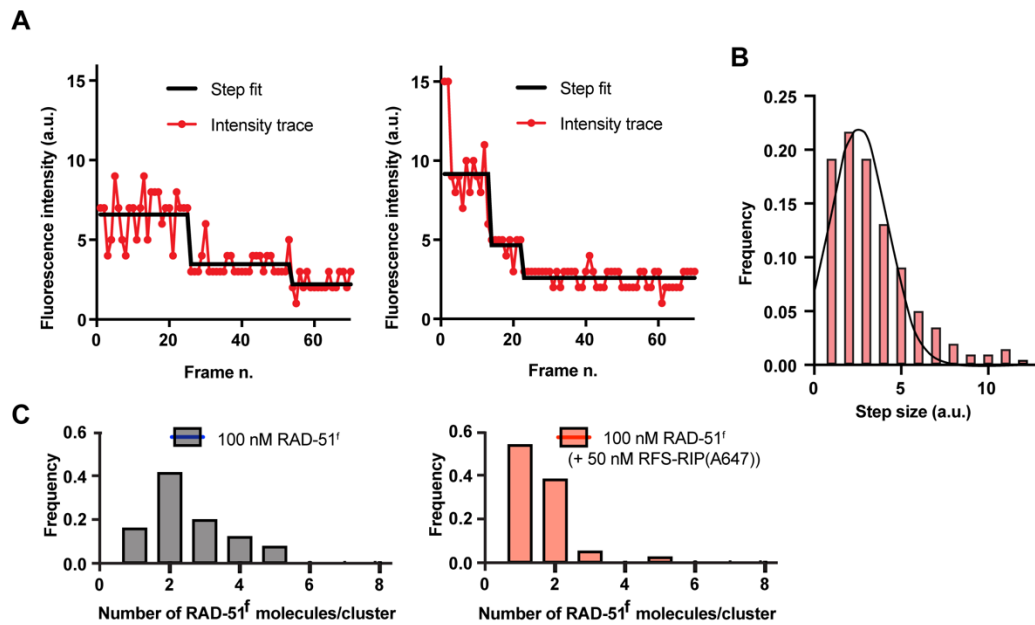 A
Fluorescence intensity (a.u.)
15
10
5
0
Step fit
Intensity trace
0 20 40 60
Frame n.
Fluorescence intensity (a.u.)
15
10
5
0
Step fit
Intensity trace
0 20 40 60
Frame n.
B
Frequency
0.25
0.20
0.15
0.10
0.05
0.00
0 5 10
Step size (a.u.)
C
Frequency
0.6
0.4
0.2
0.0
100 nM RAD-51ᶠ
0 2 4 6 8
Number of RAD-51ᶠ molecules/cluster
Frequency
0.6
0.4
0.2
0.0
100 nM RAD-51ᶠ
(+ 50 nM RFS-RIP(A647))
0 2 4 6 8
Number of RAD-51ᶠ molecules/cluster